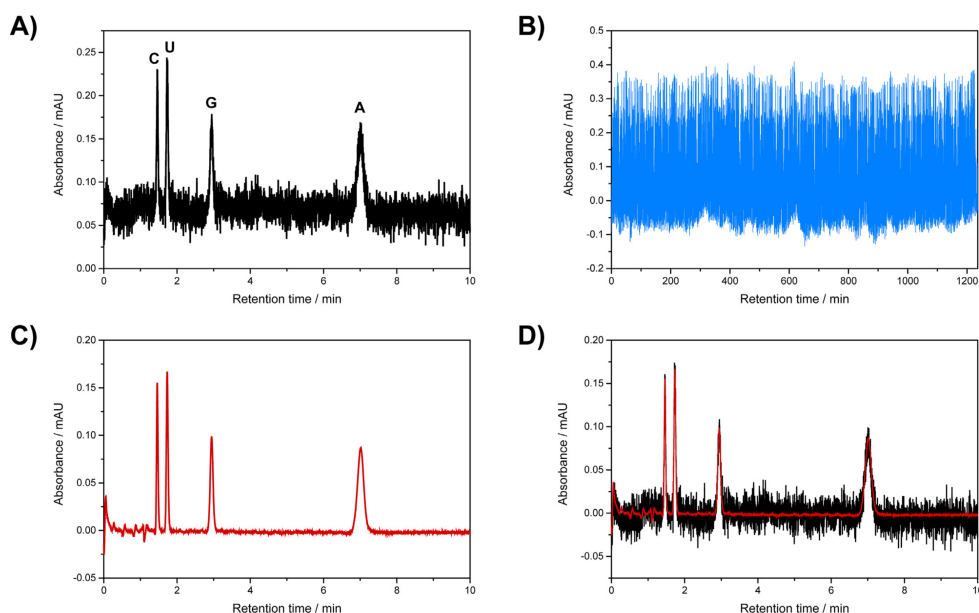 A)
0.25
0.20
0.15
0.10
0.05
0.00
Absorbance / mAU
C
U
G
A
0 2 4 6 8 10
Retention time / min
B)
0.5
0.4
0.3
0.2
0.1
0.0
-0.1
-0.2
Absorbance / mAU
0 200 400 600 800 1000 1200
Retention time / min
C)
0.20
0.15
0.10
0.05
0.00
-0.05
Absorbance / mAU
0 2 4 6 8 10
Retention time / min
D)
0.20
0.15
0.10
0.05
0.00
-0.05
Absorbance / mAU
0 2 4 6 8 10
Retention time / min